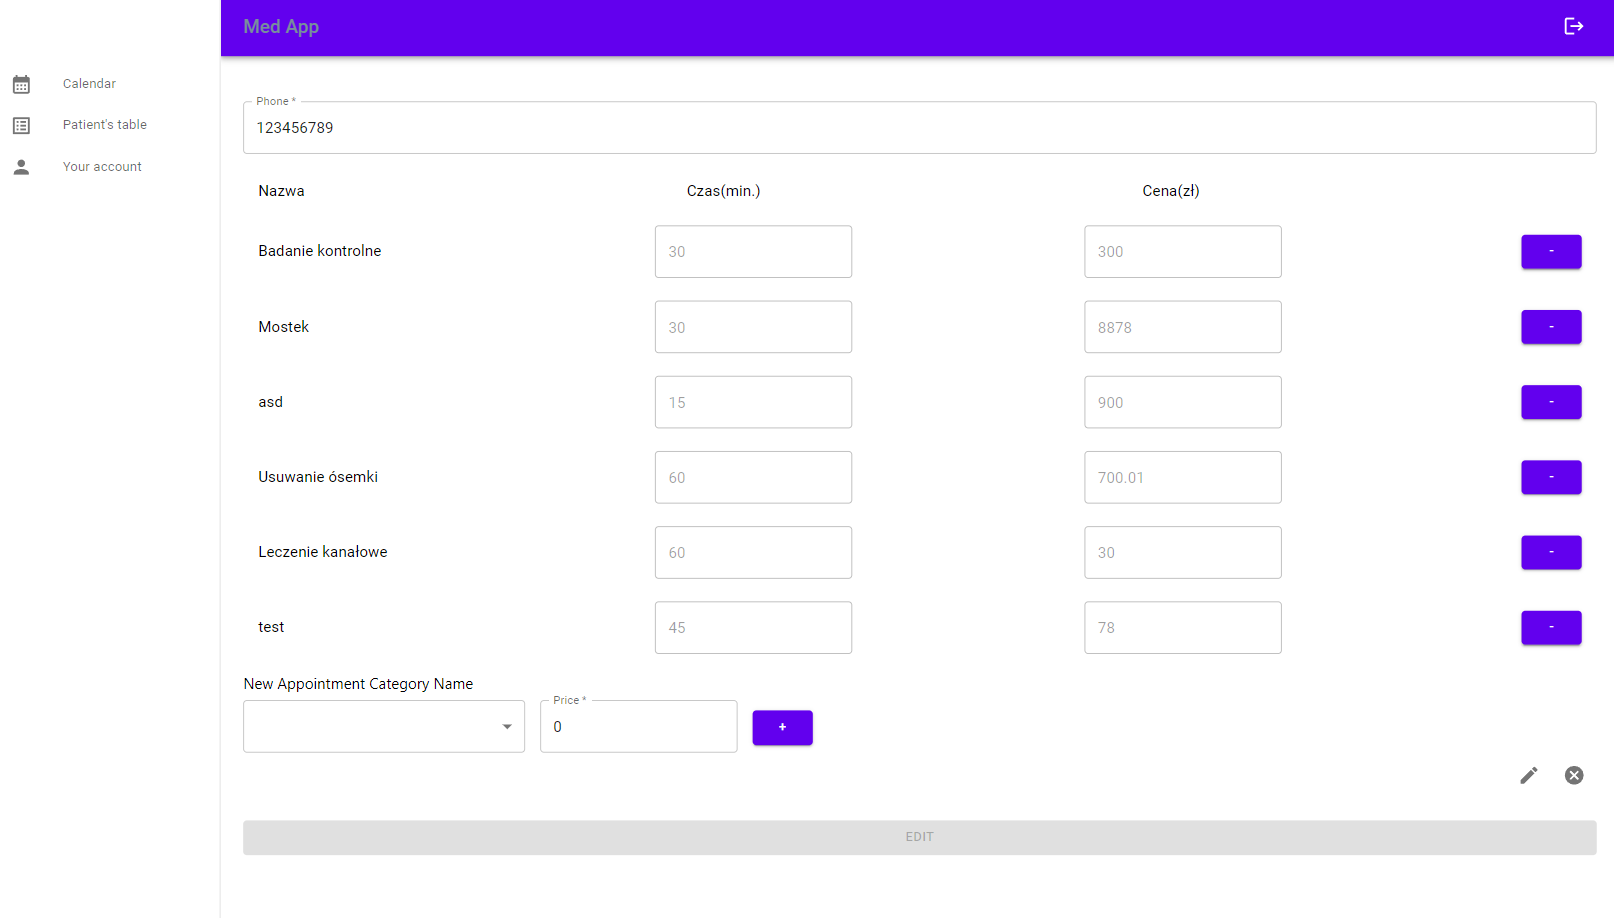 Med App
Calendar
Patient's table
Your account
Phone *
123456789
Nazwa Czas(min.) Cena(zł)
Badanie kontrolne 30 300 -
Mostek 30 8878 -
asd 15 900 -
Usuwanie ósemki 60 700.01 -
Leczenie kanałowe 60 30 -
test 45 78 -
New Appointment Category Name
Price *
0 +
EDIT